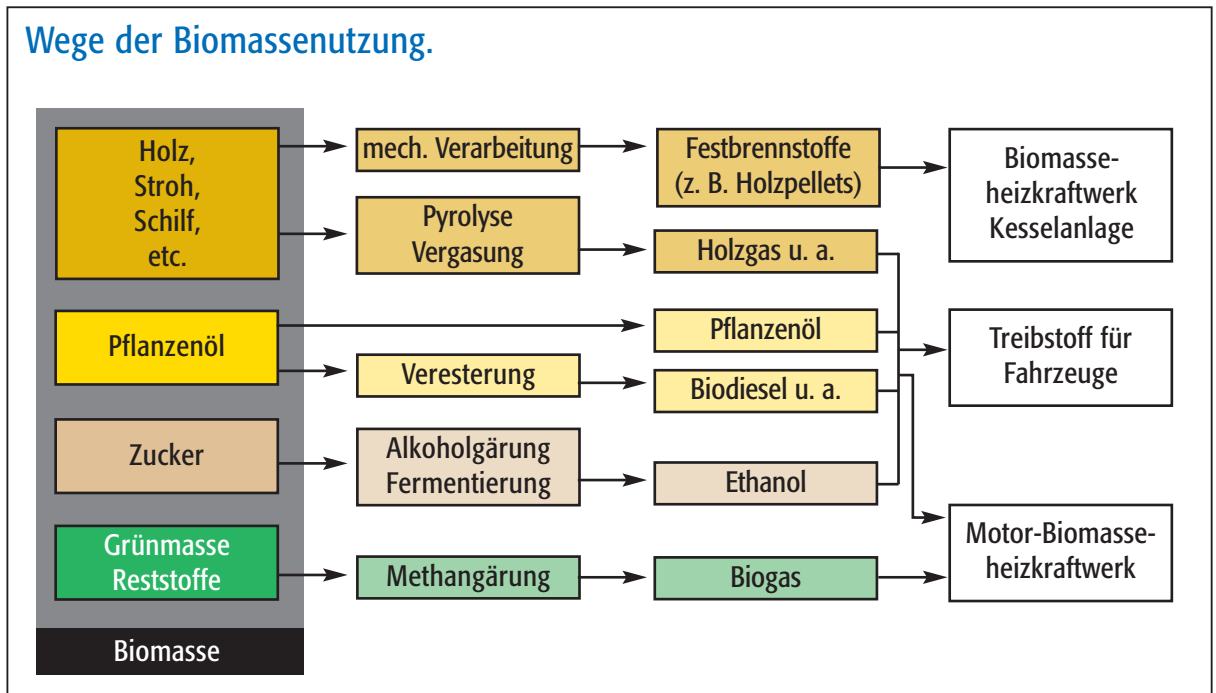 Wege der Biomassenutzung.
Holz,
Stroh,
Schilf,
etc.
mech. Verarbeitung
Festbrennstoffe
(z. B. Holzpellets)
Biomasse-
heizkraftwerk
Kesselanlage
Pyrolyse
Vergasung
Holzgas u. a.
Pflanzenöl
Pflanzenöl
Treibstoff für
Fahrzeuge
Veresterung
Biodiesel u. a.
Zucker
Alkoholgärung
Fermentierung
Ethanol
Motor-Biomasse-
heizkraftwerk
Grünmasse
Reststoffe
Methangärung
Biogas
Biomasse